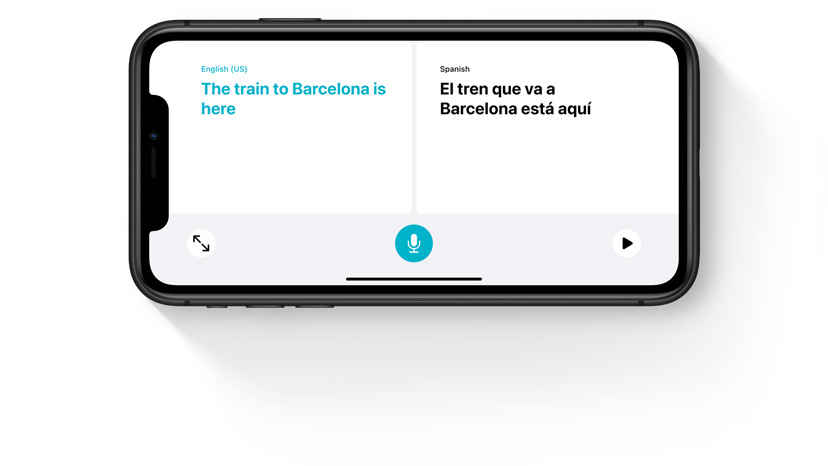 English (US)
The train to Barcelona is
here
Spanish
El tren que va a
Barcelona está aquí